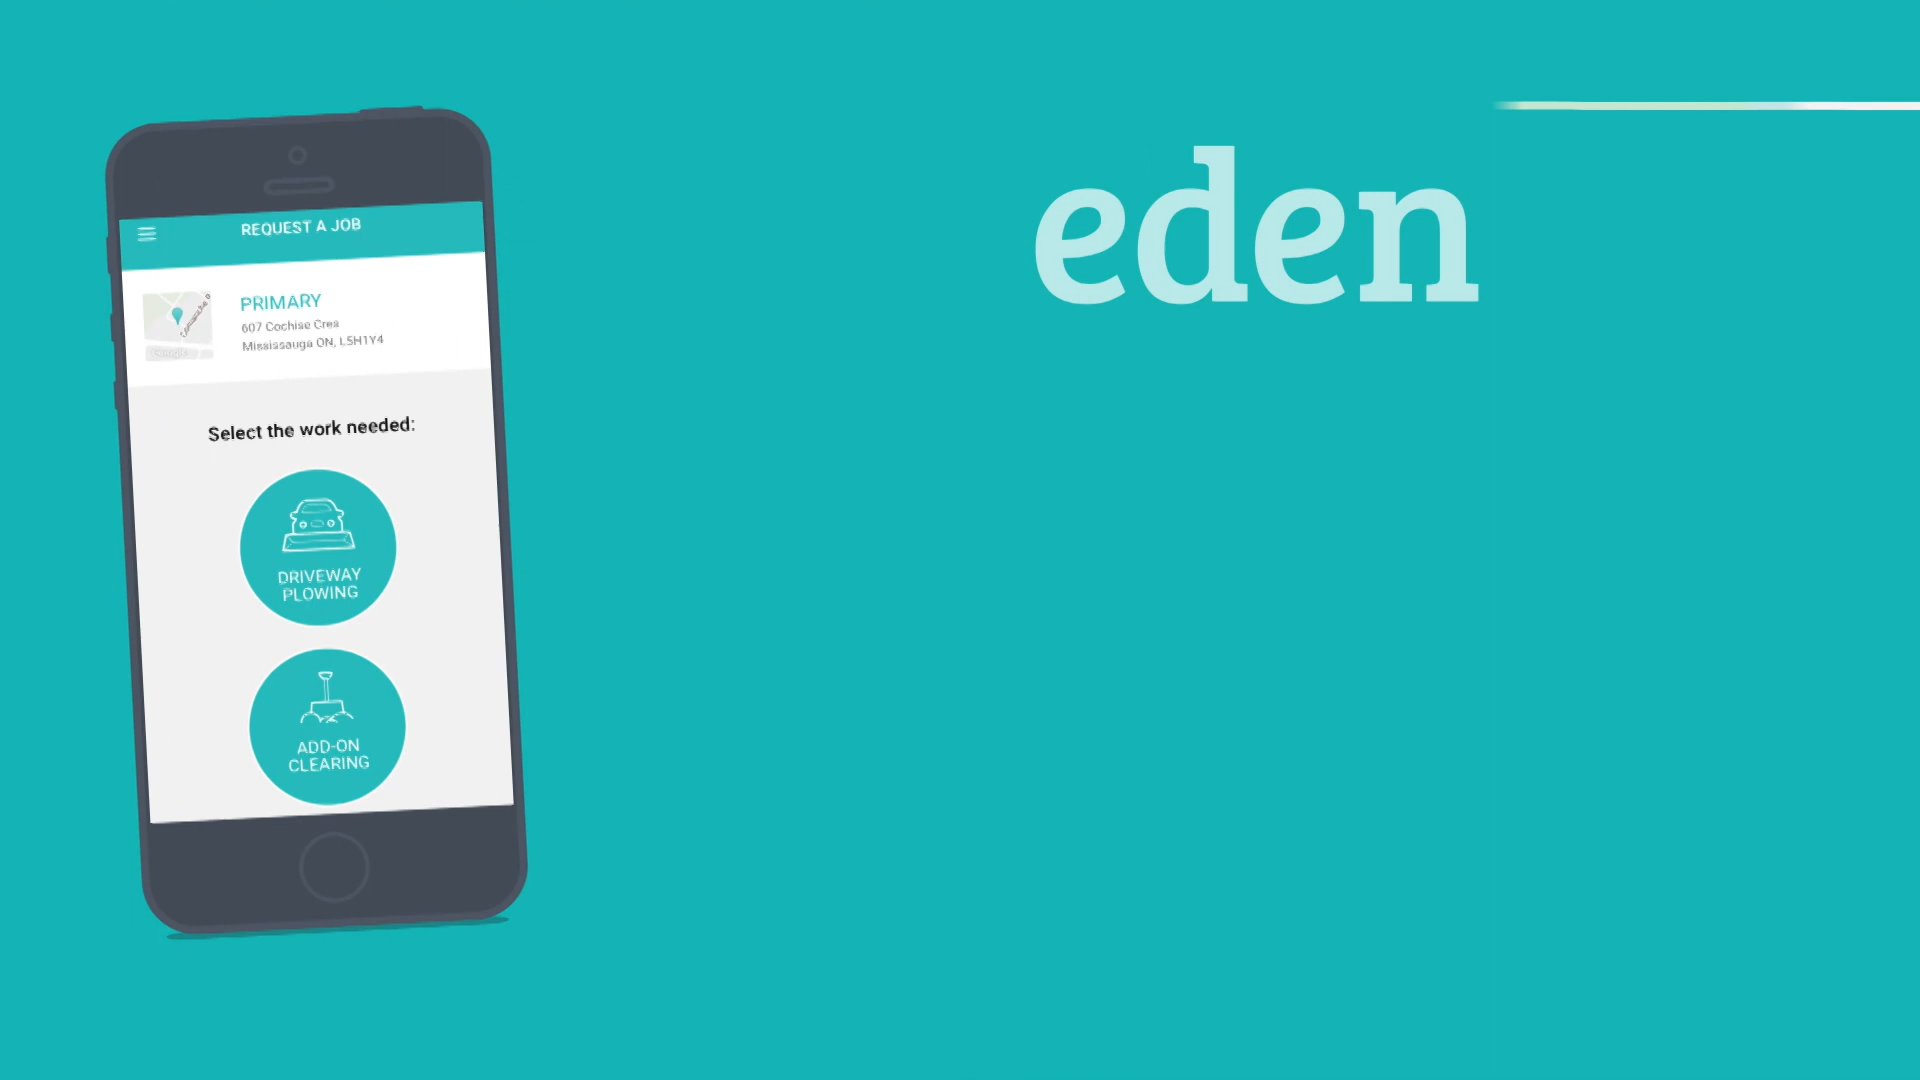 eden
REQUEST A JOB
PRIMARY
607 Cochise Cres
Mississauga ON, L5H1Y4
Select the work needed:
DRIVEWAY
PLOWING
ADD-ON
CLEARING